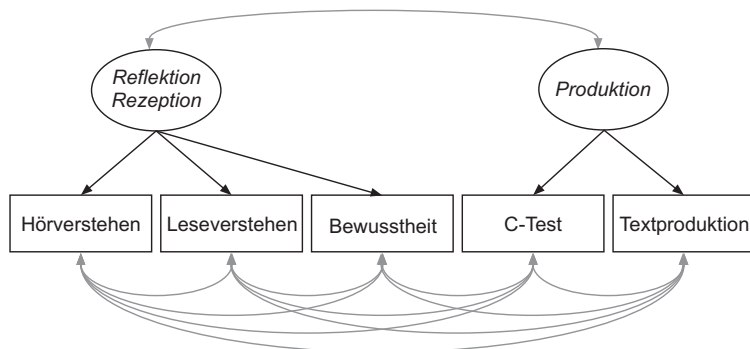 Reflektion
Rezeption
Produktion
Hörverstehen
Leseverstehen
Bewusstheit
C-Test
Textproduktion